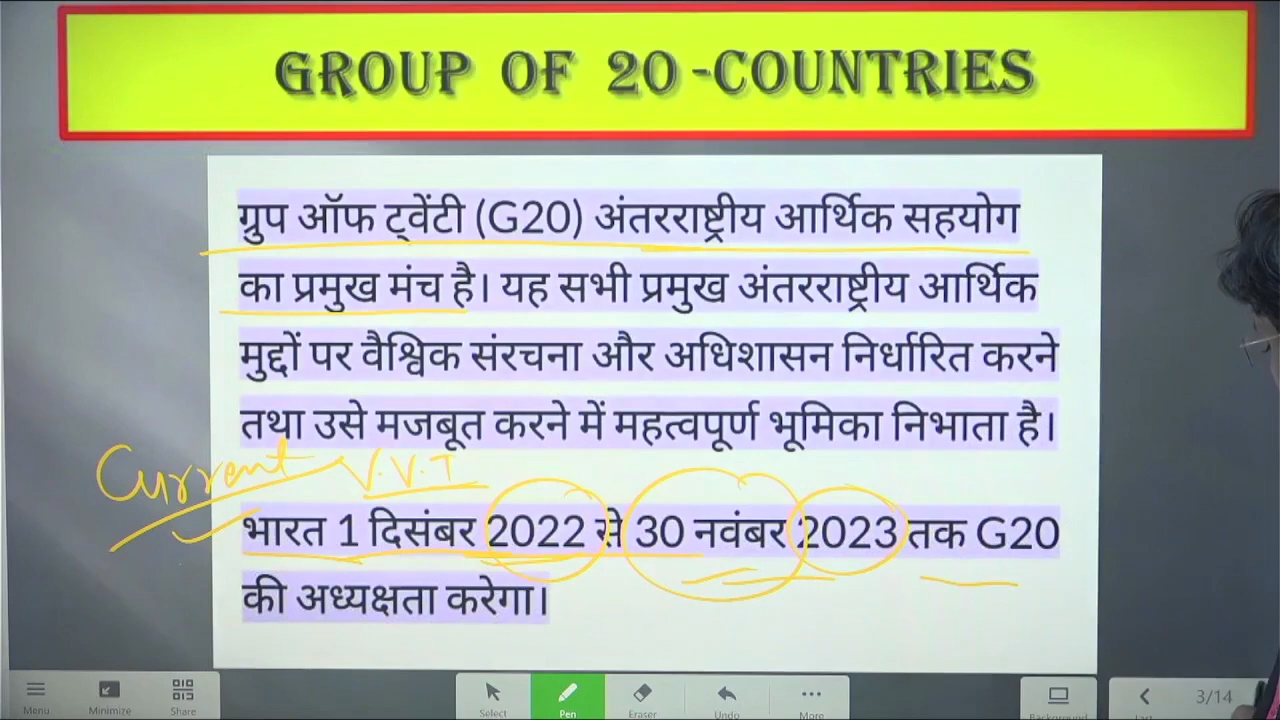 GROUP OF 20 -COUNTRIES
ग्रुप ऑफ ट्वेंटी (G20) अंतरराष्ट्रीय आर्थिक सहयोग
का प्रमुख मंच है। यह सभी प्रमुख अंतरराष्ट्रीय आर्थिक
मुद्दों पर वैश्विक संरचना और अधिशासन निर्धारित करने
तथा उसे मजबूत करने में महत्वपूर्ण भूमिका निभाता है।
Current V.V.I
भारत 1 दिसंबर 2022 से 30 नवंबर 2023 तक G20
की अध्यक्षता करेगा।
Menu Minimize Share Select Pen Eraser Undo More Background 3/14